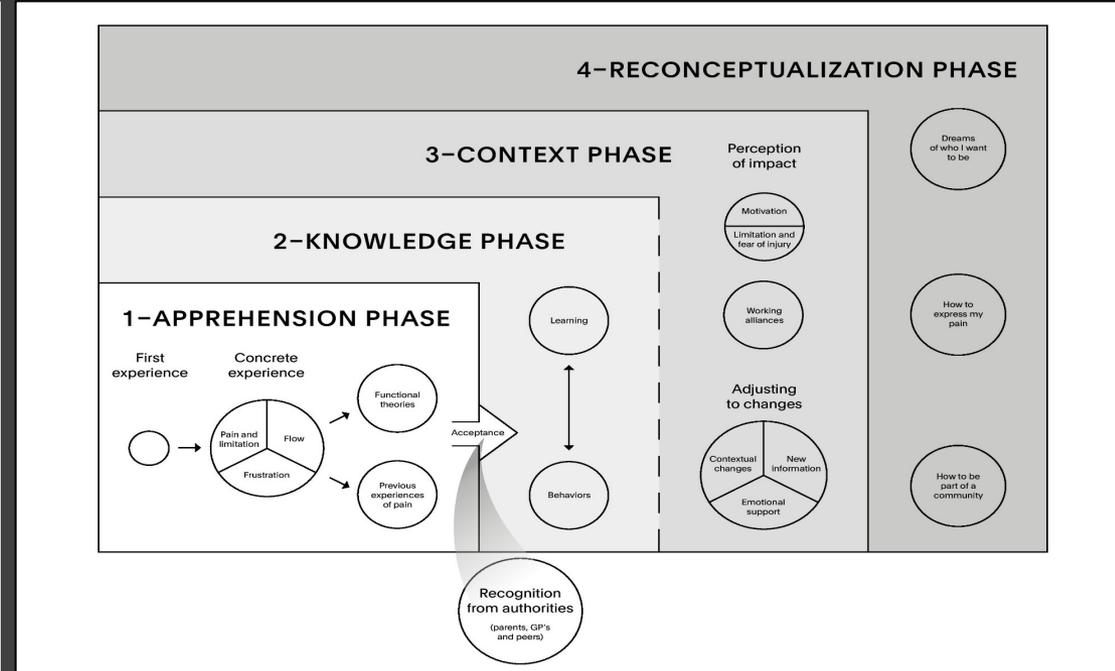 4–RECONCEPTUALIZATION PHASE
Dreams
of who I want
to be
How to
express my
pain
How to be
part of a
community
3–CONTEXT PHASE
Perception
of impact
Motivation
Limitation and
fear of injury
Working
alliances
Adjusting
to changes
Contextual
changes
New
information
Emotional
support
2–KNOWLEDGE PHASE
Learning
Behaviors
1–APPREHENSION PHASE
First
experience
Concrete
experience
Pain and
limitation
Flow
Frustration
Functional
theories
Previous
experiences
of pain
Acceptance
Recognition
from authorities
(parents, GP's
and peers)